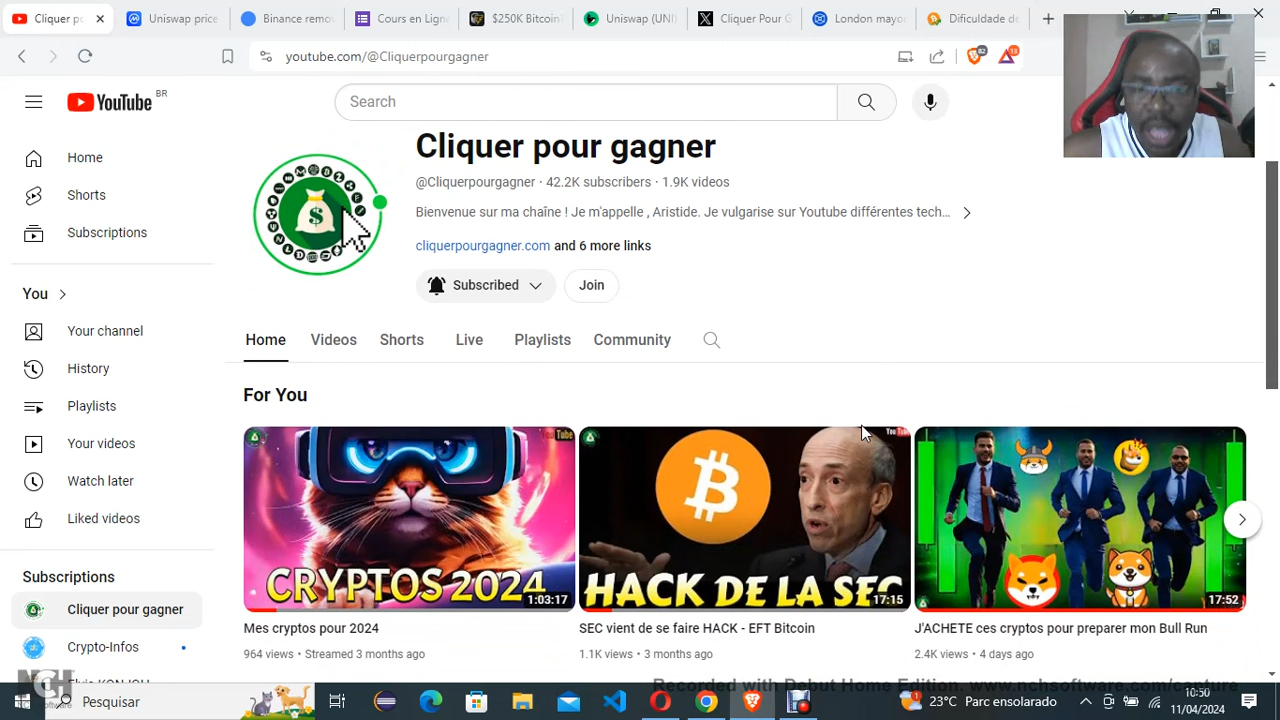 Cliquer po
Uniswap price
Binance remo
Cours en Lign
$250K Bitcoin
Uniswap (UNI)
Cliquer Pour G
London mayo
Dificuldade de
youtube.com/@Cliquerpourgagner
82
13
YouTube BR
Search
Home
Shorts
Subscriptions
You
Your channel
History
Playlists
Your videos
Watch later
Liked videos
Subscriptions
Cliquer pour gagner
Crypto-Infos
Cliquer pour gagner
@Cliquerpourgagner · 42.2K subscribers · 1.9K videos
Bienvenue sur ma chaîne ! Je m'appelle , Aristide. Je vulgarise sur Youtube différentes tech…
cliquerpourgagner.com and 6 more links
Subscribed
Join
Home Videos Shorts Live Playlists Community
For You
YouTube
CRYPTOS 2024
1:03:17
HACK DE LA SEC
17:15
17:52
Mes cryptos pour 2024
964 views • Streamed 3 months ago
SEC vient de se faire HACK - EFT Bitcoin
1.1K views • 3 months ago
J'ACHETE ces cryptos pour preparer mon Bull Run
2.4K views • 4 days ago
NCH
Software
Recorded with Debut Home Edition. www.nchsoftware.com/capture
Pesquisar
23°C Parc ensolarado
10:50
11/04/2024